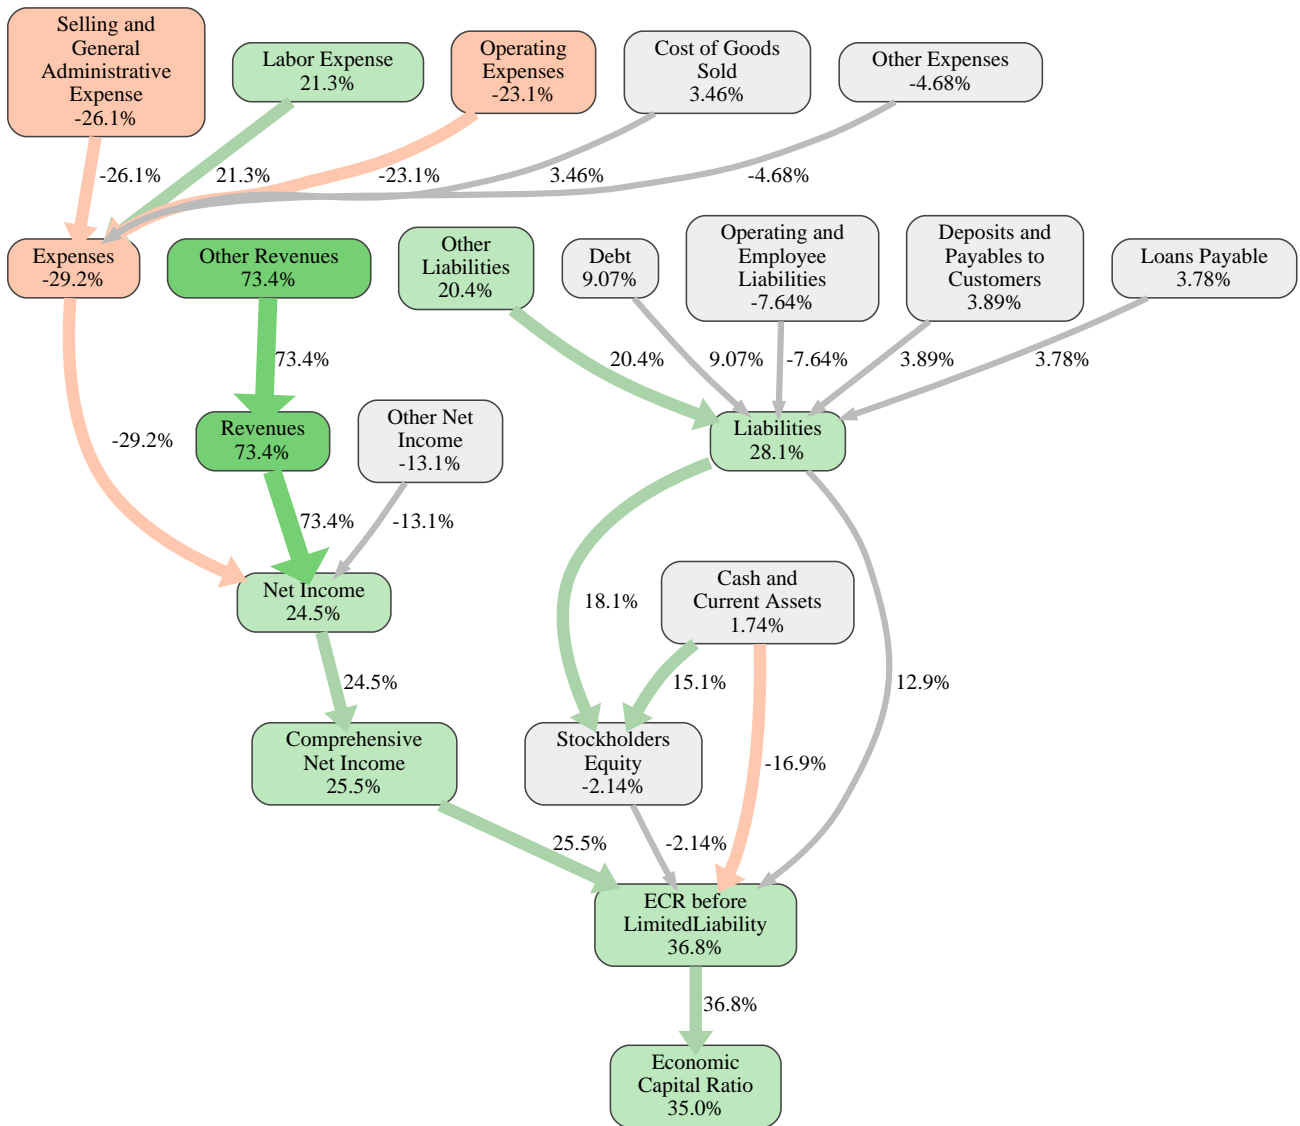 Selling and
General
Administrative
Expense
-26.1%
Labor Expense
21.3%
Operating
Expenses
-23.1%
Cost of Goods
Sold
3.46%
Other Expenses
-4.68%
-26.1%
21.3%
-23.1%
3.46%
-4.68%
Expenses
-29.2%
Other Revenues
73.4%
Other
Liabilities
20.4%
Debt
9.07%
Operating and
Employee
Liabilities
-7.64%
Deposits and
Payables to
Customers
3.89%
Loans Payable
3.78%
73.4%
20.4%
9.07%
-7.64%
3.89%
3.78%
-29.2%
Revenues
73.4%
Other Net
Income
-13.1%
Liabilities
28.1%
73.4%
-13.1%
Net Income
24.5%
18.1%
Cash and
Current Assets
1.74%
24.5%
15.1%
12.9%
Comprehensive
Net Income
25.5%
Stockholders
Equity
-2.14%
-16.9%
25.5%
-2.14%
ECR before
LimitedLiability
36.8%
36.8%
Economic
Capital Ratio
35.0%